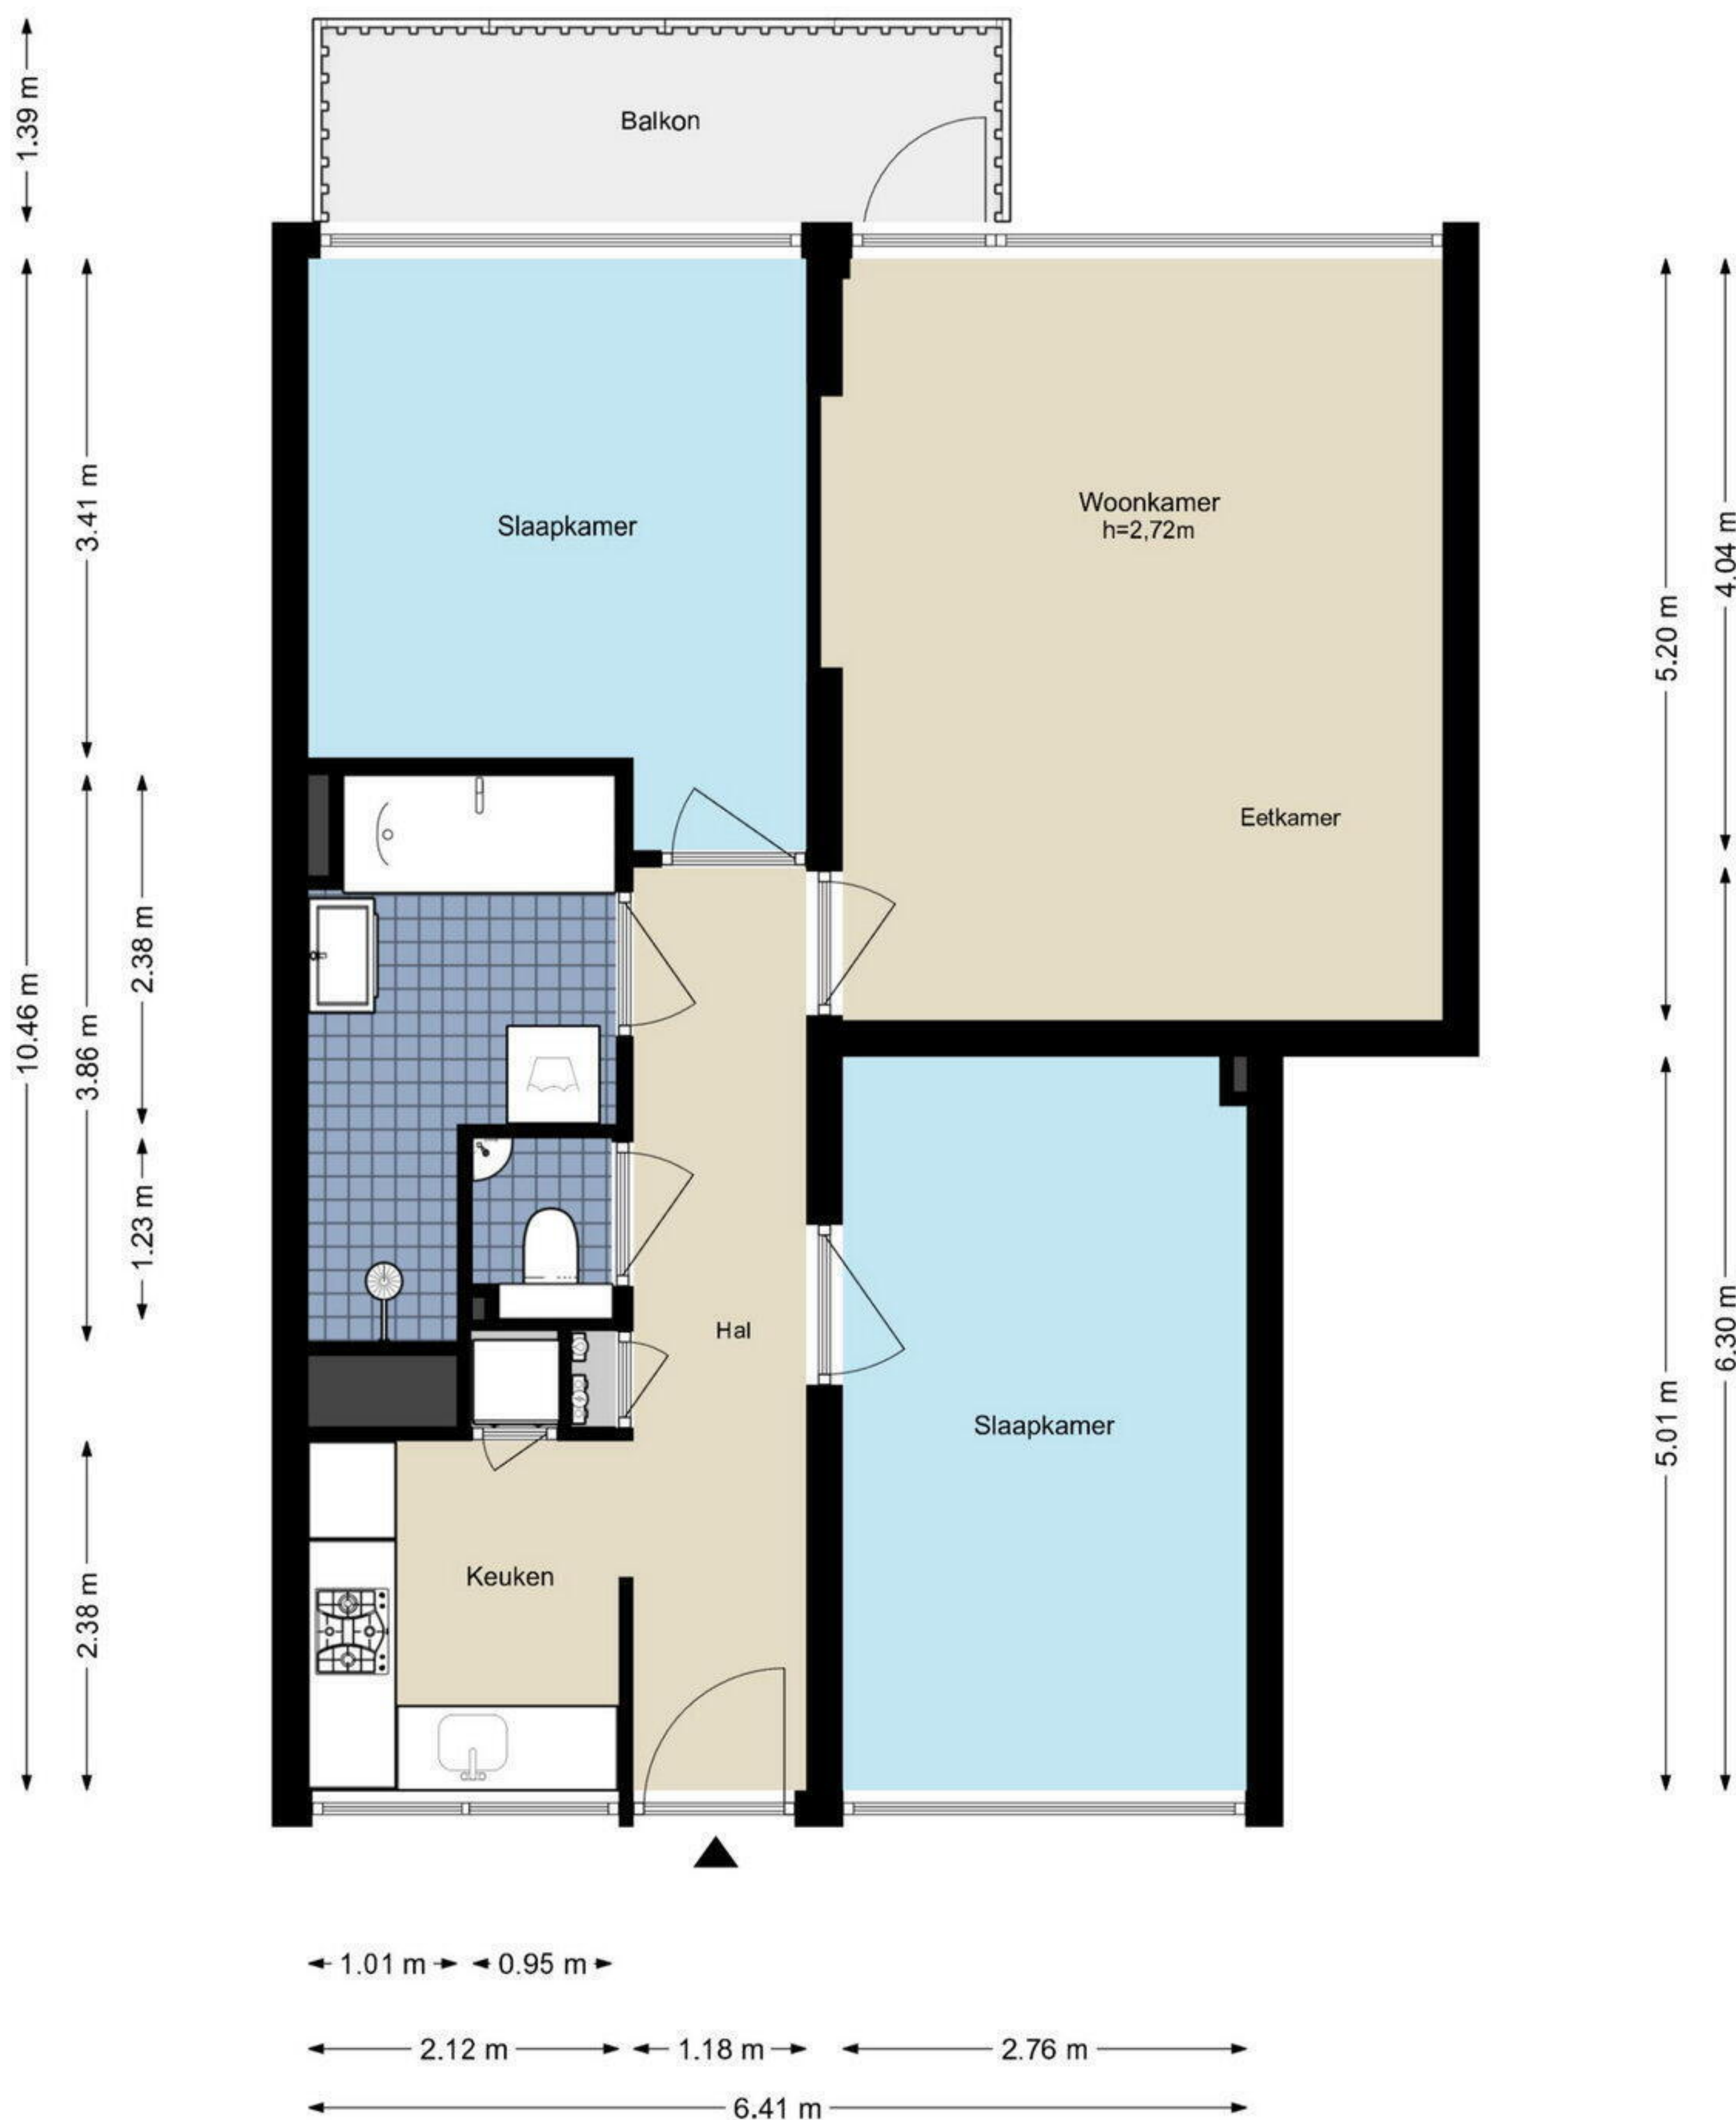 1.39 m
Balkon
3.41 m
Slaapkamer
Woonkamer
h=2,72m
4.04 m
5.20 m
Eetkamer
2.38 m
10.46 m
3.86 m
1.23 m
Hal
6.30 m
5.01 m
Slaapkamer
Keuken
2.38 m
1.01 m
0.95 m
2.12 m
1.18 m
2.76 m
6.41 m